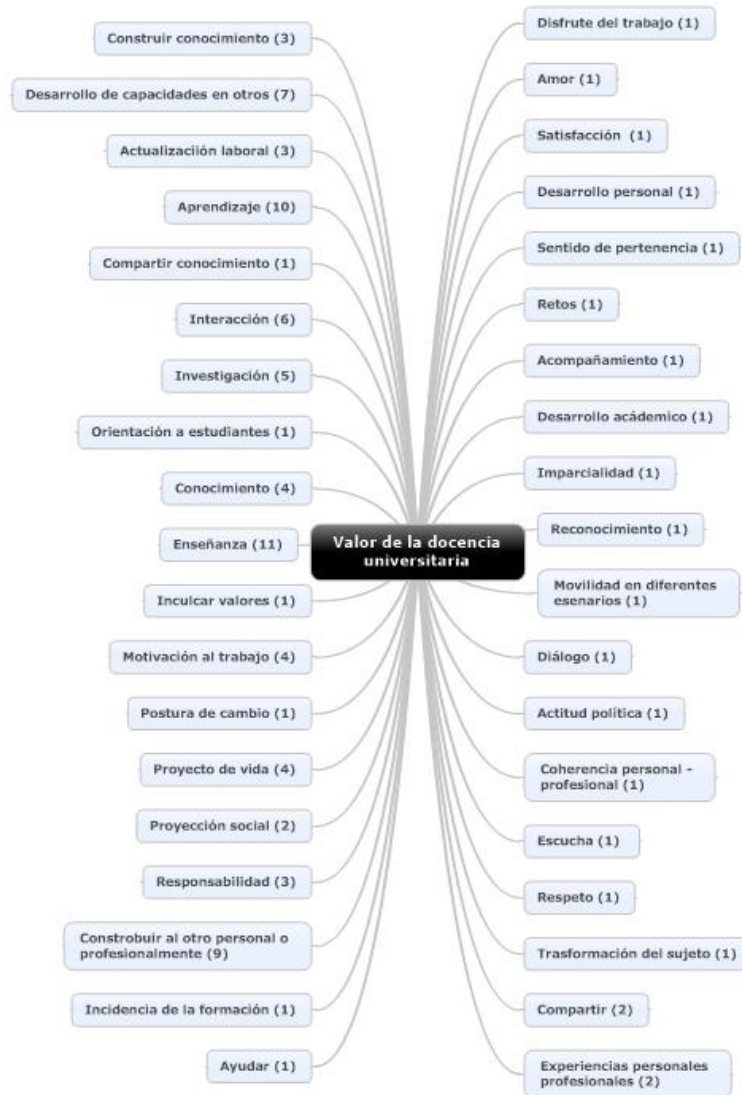 Construir conocimiento (3)
Desarrollo de capacidades en otros (7)
Actualizaciión laboral (3)
Aprendizaje (10)
Compartir conocimiento (1)
Interacción (6)
Investigación (5)
Orientación a estudiantes (1)
Conocimiento (4)
Enseñanza (11)
Inculcar valores (1)
Motivación al trabajo (4)
Postura de cambio (1)
Proyecto de vida (4)
Proyección social (2)
Responsabilidad (3)
Constrobuir al otro personal o
profesionalmente (9)
Incidencia de la formación (1)
Ayudar (1)
Valor de la docencia
universitaria
Disfrute del trabajo (1)
Amor (1)
Satisfacción (1)
Desarrollo personal (1)
Sentido de pertenencia (1)
Retos (1)
Acompañamiento (1)
Desarrollo académico (1)
Imparcialidad (1)
Reconocimiento (1)
Movilidad en diferentes
esenarios (1)
Diálogo (1)
Actitud política (1)
Coherencia personal -
profesional (1)
Escucha (1)
Respeto (1)
Trasformación del sujeto (1)
Compartir (2)
Experiencias personales
profesionales (2)